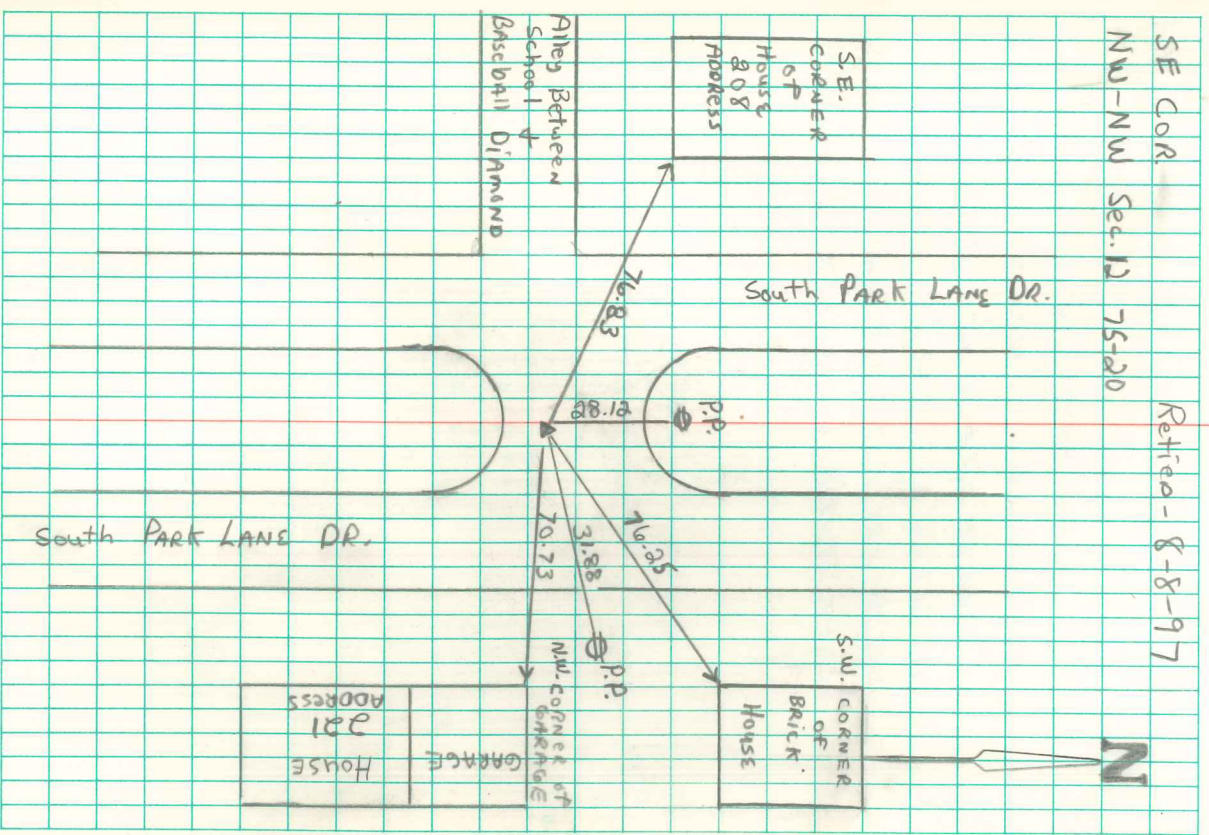 SE COR.
NW-NW Sec. 12 75-20
Retied - 8-8-97
S.E.
CORNER
of
House
208
ADDRESS
Alley Between
School &
Baseball Diamond
South PARK LANE DR.
76.83
28.12
P.P.
76.25
31.88
70.73
P.P.
South PARK LANE DR.
S.W. CORNER
of
BRICK
House
N
N.W. CORNER of
GARAGE
GARAGE
House
221
ADDRESS